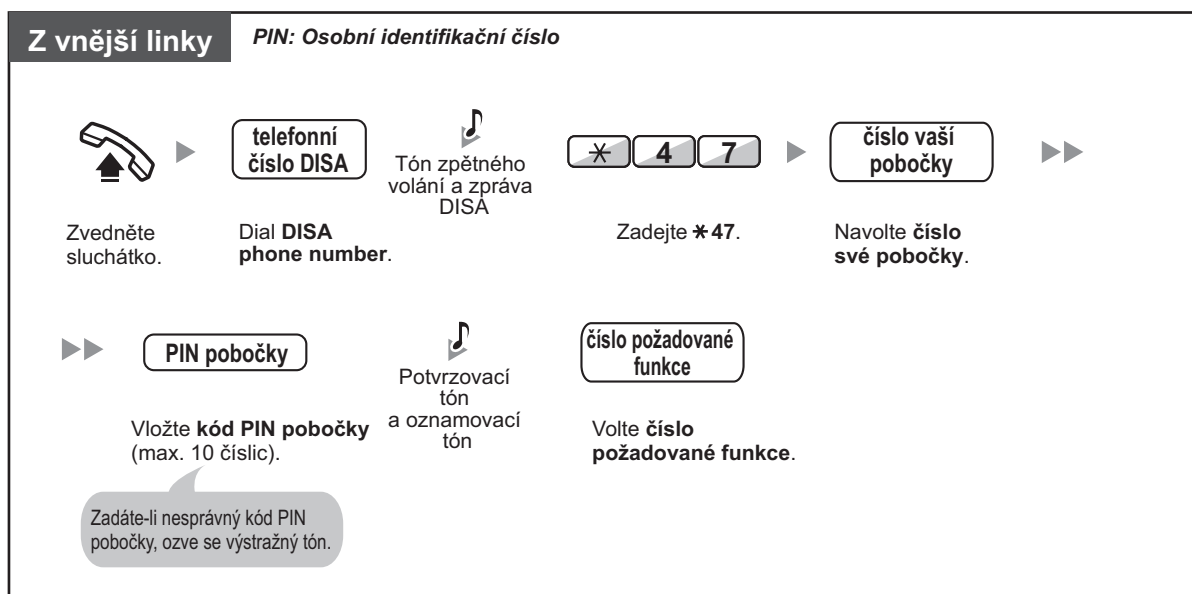 Z vnější linky
PIN: Osobní identifikační číslo
telefonní
číslo DISA
Tón zpětného
volání a zpráva
DISA
* 4 7
číslo vaší
pobočky
Zvedněte
sluchátko.
Dial DISA
phone number.
Zadejte *47.
Navolte číslo
své pobočky.
PIN pobočky
Potvrzovací
tón
a oznamovací
tón
číslo požadované
funkce
Vložte kód PIN pobočky
(max. 10 číslic).
Volte číslo
požadované funkce.
Zadáte-li nesprávný kód PIN
pobočky, ozve se výstražný tón.